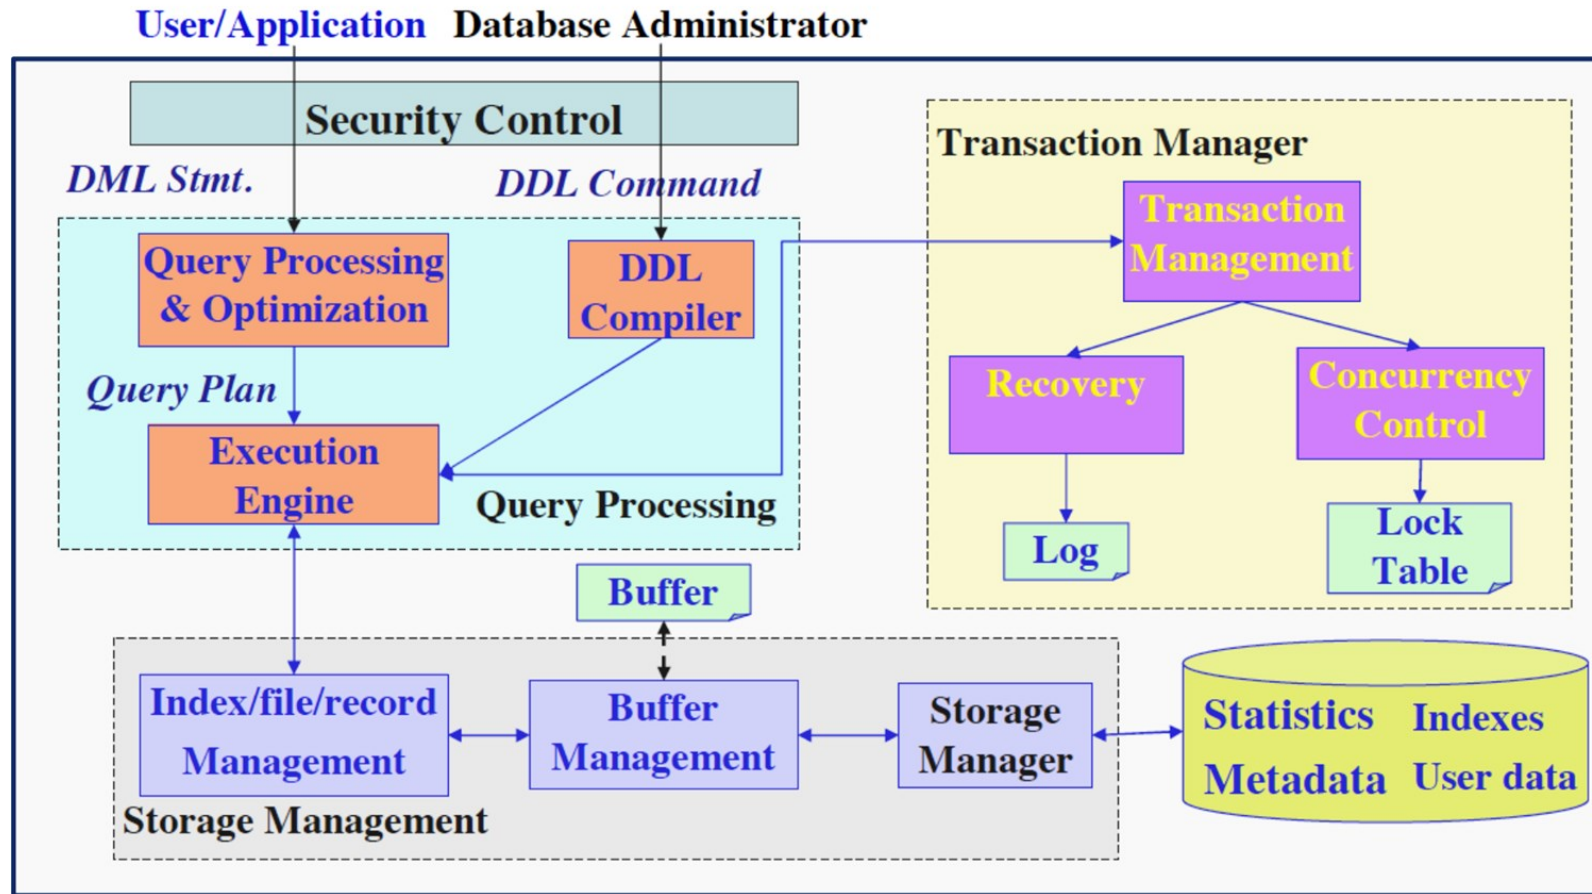 User/Application Database Administrator
Security Control
DML Stmt.
DDL Command
Query Processing
& Optimization
DDL
Compiler
Query Plan
Execution
Engine
Query Processing
Transaction Manager
Transaction
Management
Recovery
Concurrency
Control
Log
Lock
Table
Buffer
Index/file/record
Management
Buffer
Management
Storage
Manager
Storage Management
Statistics Indexes
Metadata User data